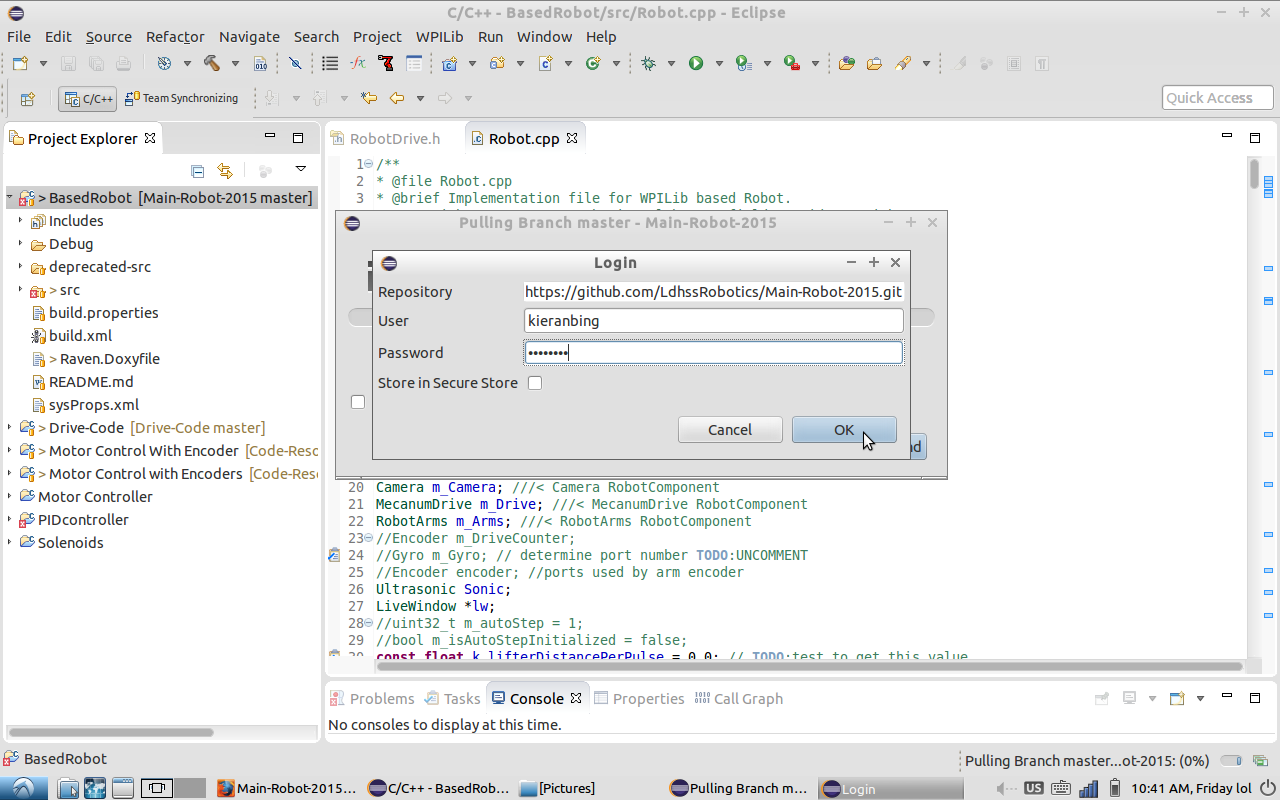 C/C++ - BasedRobot/src/Robot.cpp - Eclipse
File Edit Source Refactor Navigate Search Project WPILib Run Window Help
C/C++ Team Synchronizing Quick Access
Project Explorer
RobotDrive.h Robot.cpp
> BasedRobot [Main-Robot-2015 master]
Includes
Debug
deprecated-src
> src
build.properties
build.xml
> Raven.Doxyfile
README.md
sysProps.xml
> Drive-Code [Drive-Code master]
> Motor Control With Encoder [Code-Reso
> Motor Control with Encoders [Code-Reso
Motor Controller
PIDcontroller
Solenoids
1 /**
2 * @file Robot.cpp
3 * @brief Implementation file for WPILib based Robot.
Pulling Branch master - Main-Robot-2015
Login
Repository https://github.com/LdhssRobotics/Main-Robot-2015.git
User kieranbing
Password ••••••••
Store in Secure Store
Cancel OK
nd
20 Camera m_Camera; ///< Camera RobotComponent
21 MecanumDrive m_Drive; ///< MecanumDrive RobotComponent
22 RobotArms m_Arms; ///< RobotArms RobotComponent
23 //Encoder m_DriveCounter;
24 //Gyro m_Gyro; // determine port number TODO:UNCOMMENT
25 //Encoder encoder; //ports used by arm encoder
26 Ultrasonic Sonic;
27 LiveWindow *lw;
28 //uint32_t m_autoStep = 1;
29 //bool m_isAutoStepInitialized = false;
30 const float k_lifterDistancePerPulse = 0.0; // TODO:test to get this value
Problems Tasks Console Properties Call Graph
No consoles to display at this time.
BasedRobot
Pulling Branch master...ot-2015: (0%)
Main-Robot-2015... C/C++ - BasedRob... [Pictures] Pulling Branch m... Login US 10:41 AM, Friday lol